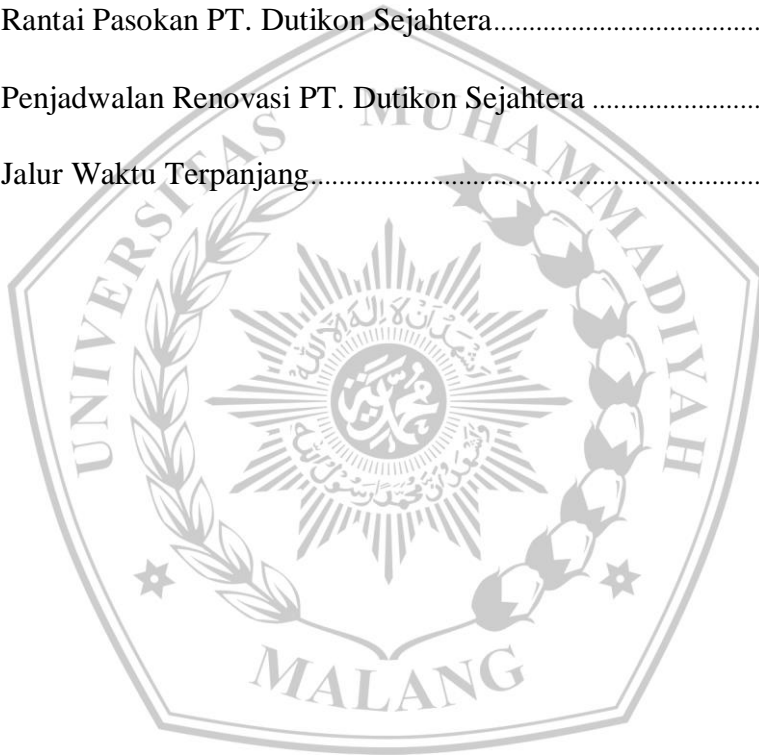 Rantai Pasokan PT. Dutikon Sejahtera........................................
Penjadwalan Renovasi PT. Dutikon Sejahtera ........................
Jalur Waktu Terpanjang................................................................
UNIVERSITAS MUHAMMADIYAH
MALANG